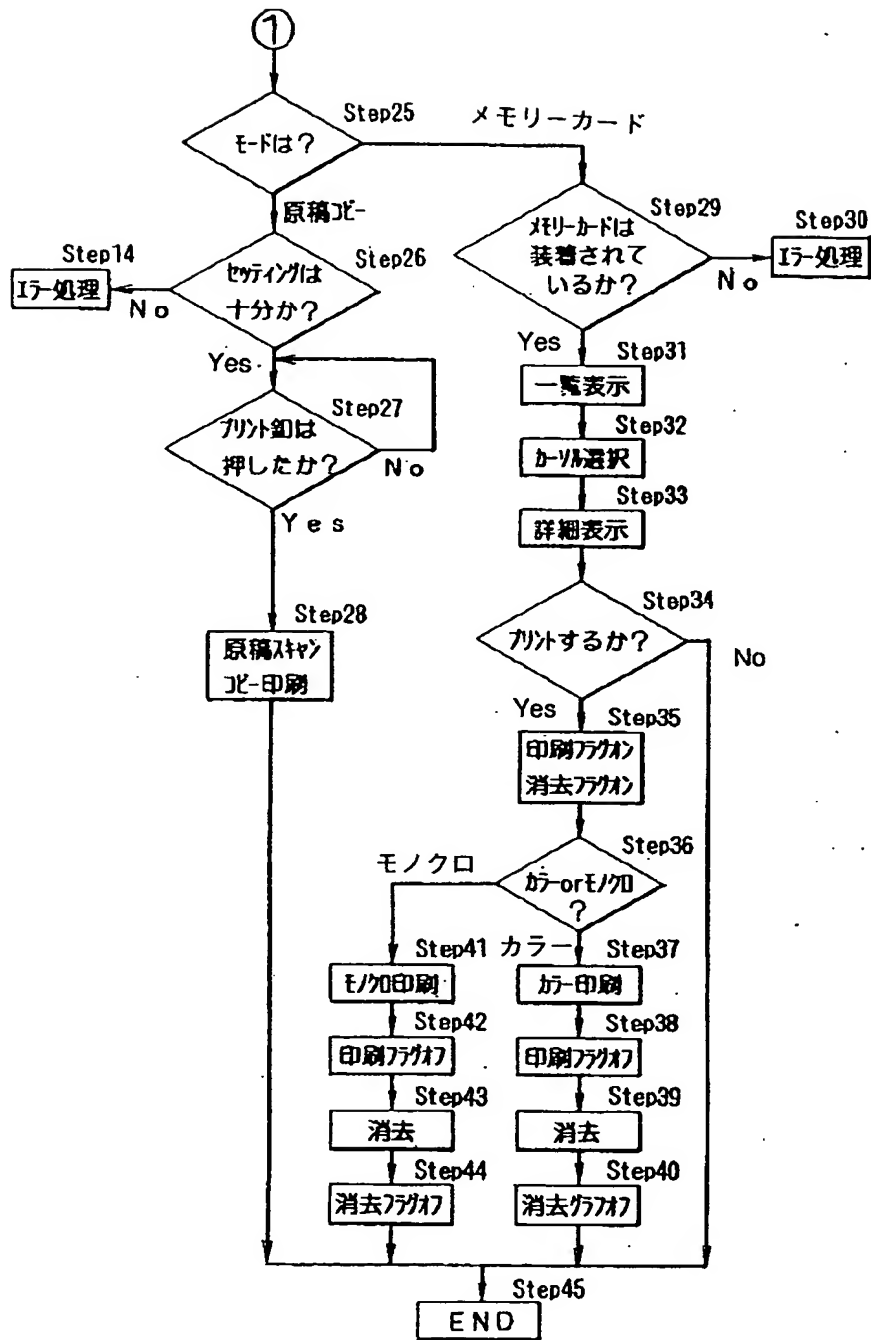 ①
Step25
モードは？
メモリーカード
原稿コピー
Step14
エラー処理
No
Step26
セッティングは
十分か？
Yes
Step27
プリント釦は
押したか？
No
Yes
Step28
原稿スキャン
コピー印刷
Step29
メモリーカードは
装着されて
いるか？
No
Step30
エラー処理
Yes
Step31
一覧表示
Step32
カーソル選択
Step33
詳細表示
Step34
プリントするか？
No
Yes
Step35
印刷フラグオン
消去フラグオン
Step36
カラーorモノクロ
？
モノクロ
カラー
Step41
モノクロ印刷
Step42
印刷フラグオフ
Step43
消去
Step44
消去フラグオフ
Step37
カラー印刷
Step38
印刷フラグオフ
Step39
消去
Step40
消去グラフオフ
Step45
END